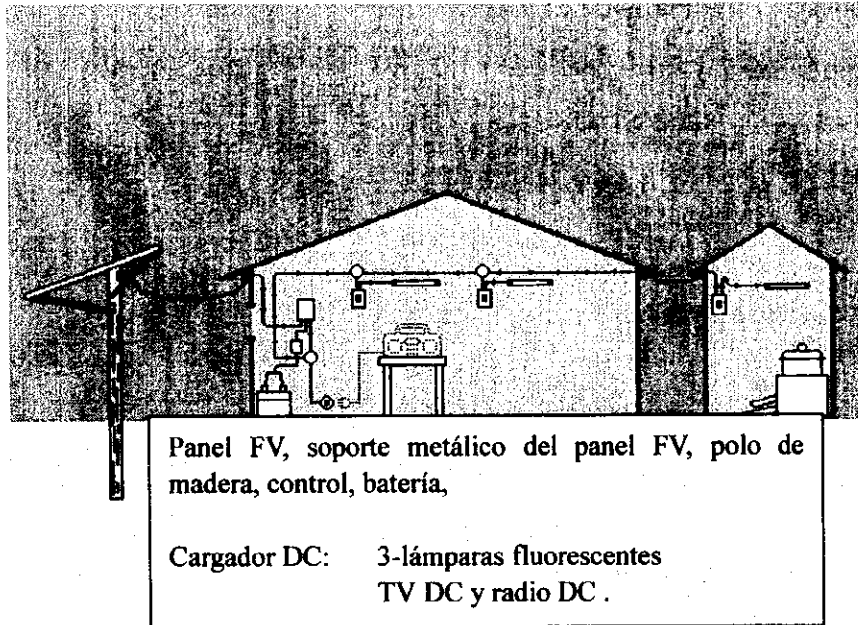 Panel FV, soporte metálico del panel FV, polo de
madera, control, batería,
Cargador DC: 3-lámparas fluorescentes
TV DC y radio DC .